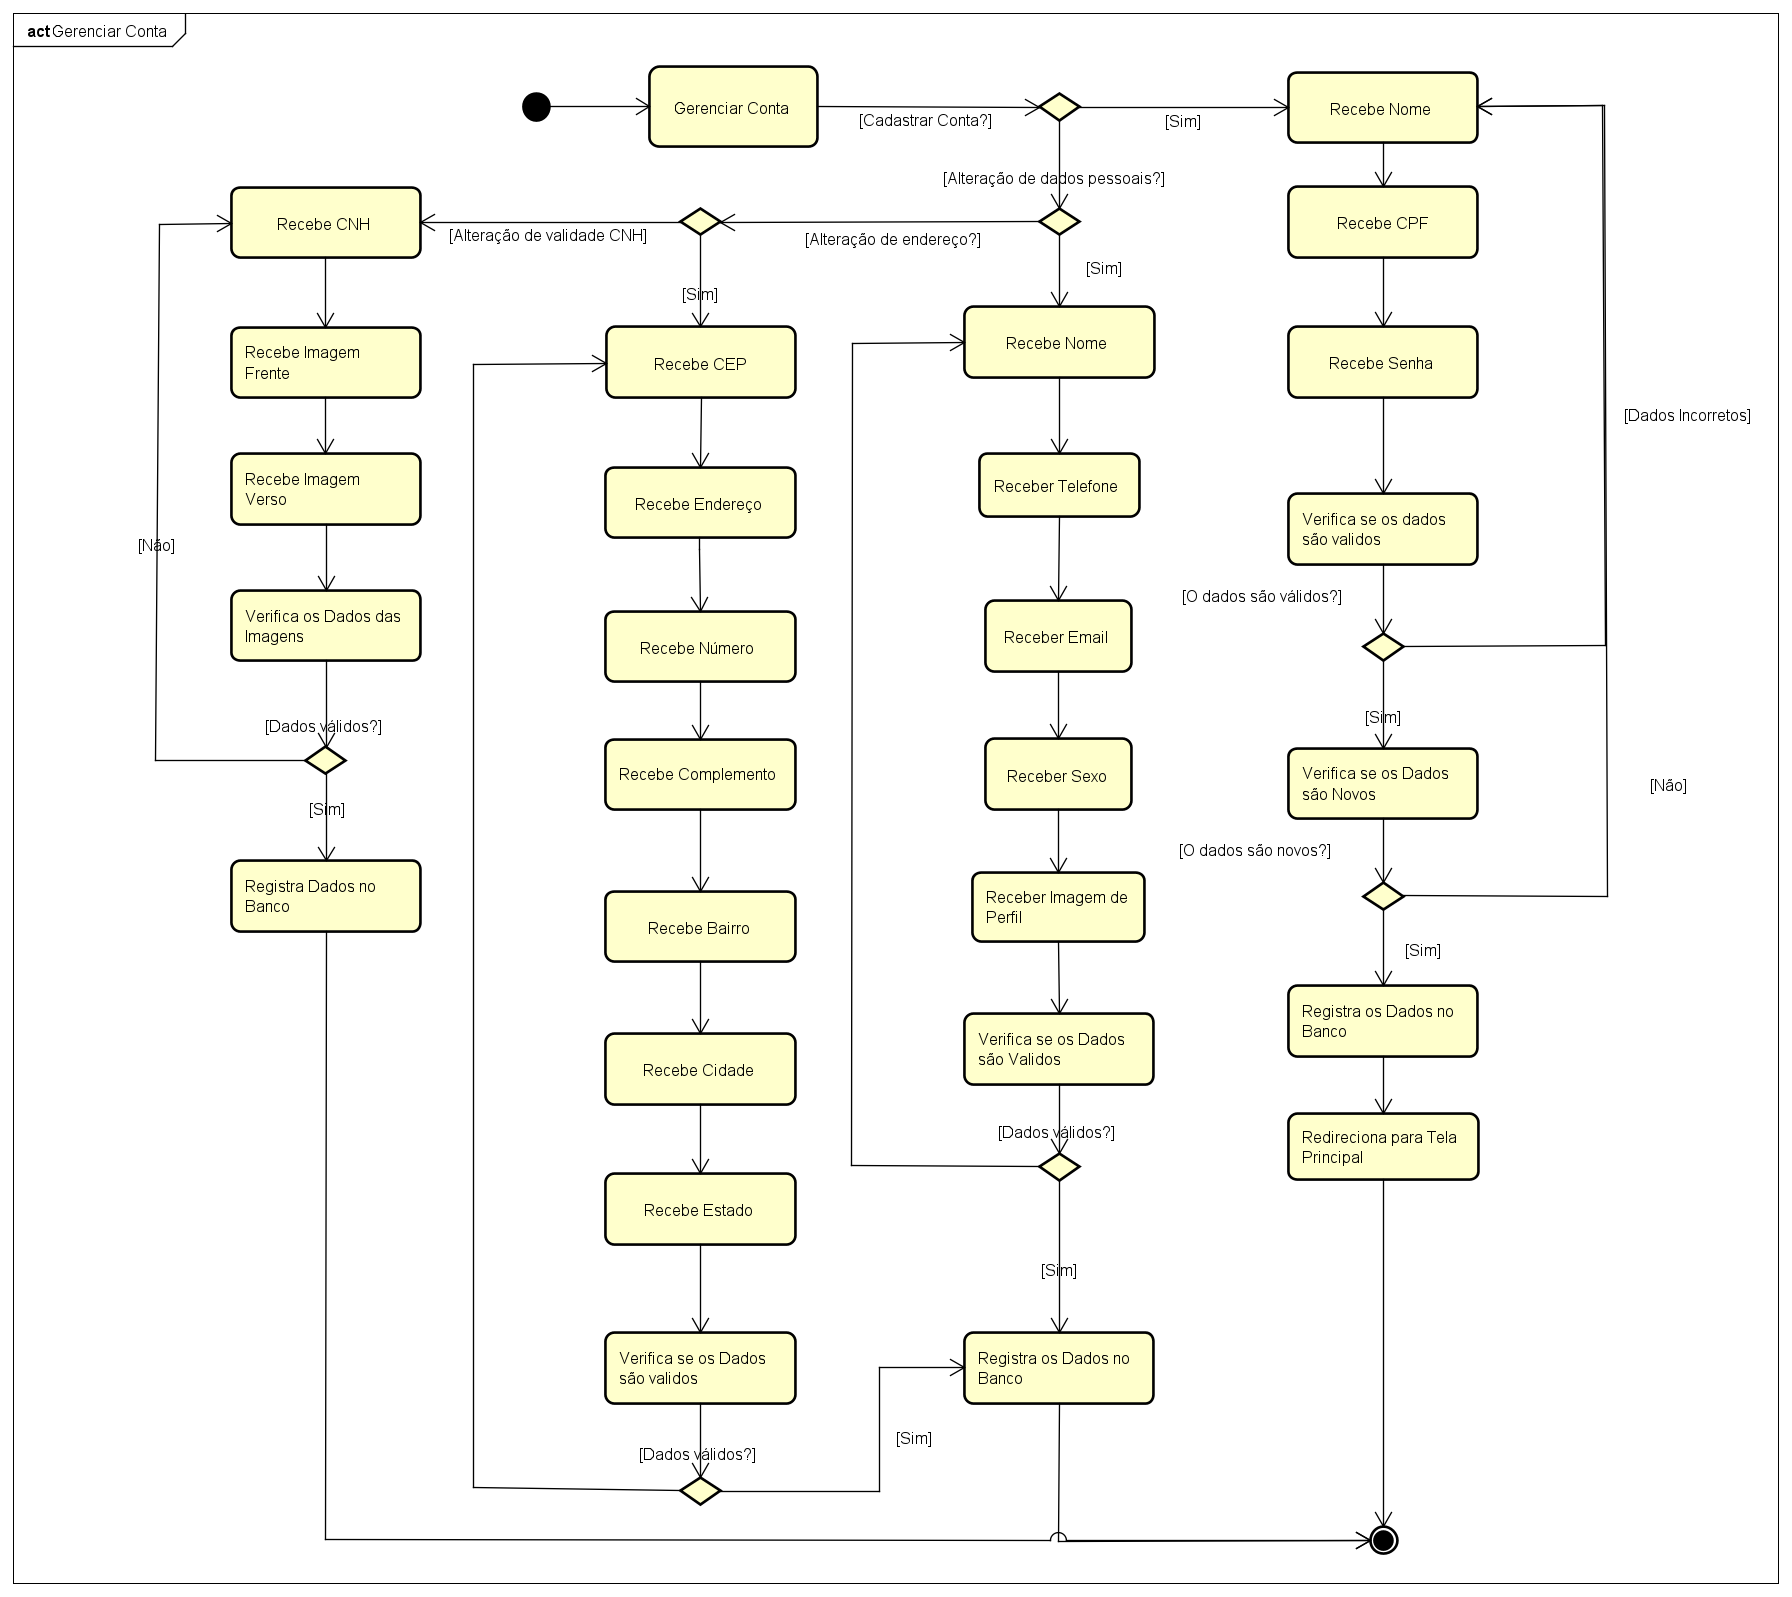 act Gerenciar Conta
Gerenciar Conta
[Cadastrar Conta?]
[Sim]
Recebe Nome
[Alteração de dados pessoais?]
Recebe CNH
[Alteração de validade CNH]
[Alteração de endereço?]
Recebe CPF
[Sim]
[Sim]
Recebe Imagem
Frente
Recebe CEP
Recebe Nome
Recebe Senha
[Dados Incorretos]
Recebe Imagem
Verso
Recebe Endereço
Receber Telefone
Verifica se os dados
são validos
[Não]
[O dados são válidos?]
Verifica os Dados das
Imagens
Recebe Número
Receber Email
[Dados válidos?]
[Sim]
Recebe Complemento
Receber Sexo
Verifica se os Dados
são Novos
[Não]
[Sim]
[O dados são novos?]
Registra Dados no
Banco
Recebe Bairro
Receber Imagem de
Perfil
[Sim]
Registra os Dados no
Banco
Recebe Cidade
Verifica se os Dados
são Validos
[Dados válidos?]
Redireciona para Tela
Principal
Recebe Estado
[Sim]
Verifica se os Dados
são validos
Registra os Dados no
Banco
[Sim]
[Dados válidos?]